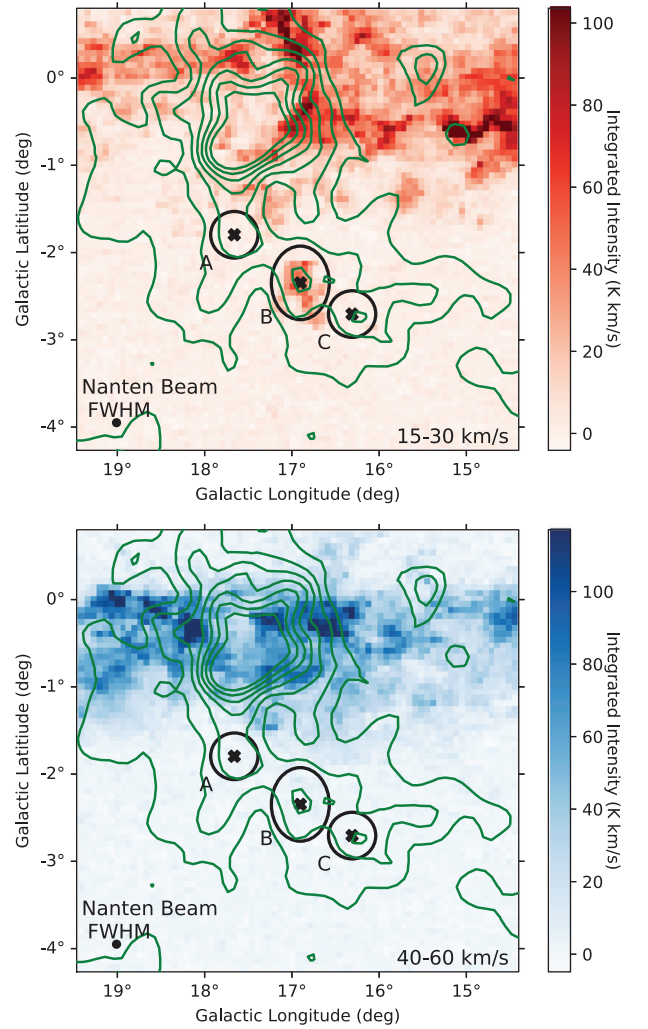 0°
-1°
-2°
-3°
-4°
Galactic Latitiude (deg)
A
B
C
Nanten Beam
FWHM
15-30 km/s
19°
18°
17°
16°
15°
Galactic Longitude (deg)
100
80
60
40
20
0
Integrated Intensity (K km/s)
0°
-1°
-2°
-3°
-4°
Galactic Latitiude (deg)
A
B
C
Nanten Beam
FWHM
40-60 km/s
19°
18°
17°
16°
15°
Galactic Longitude (deg)
100
80
60
40
20
0
Integrated Intensity (K km/s)